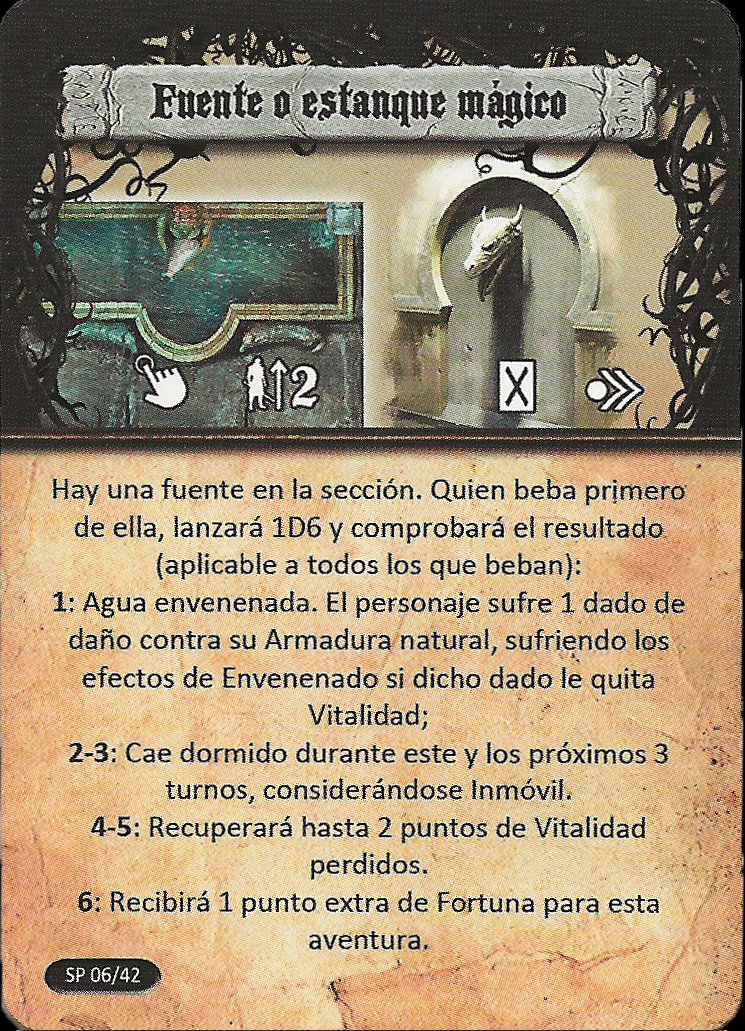 Fuente o estanque mágico
2
X
Hay una fuente en la sección. Quien beba primero
de ella, lanzará 1D6 y comprobará el resultado
(aplicable a todos los que beban):
1: Agua envenenada. El personaje sufre 1 dado de
daño contra su Armadura natural, sufriendo los
efectos de Envenenado si dicho dado le quita
Vitalidad;
2-3: Cae dormido durante este y los próximos 3
turnos, considerándose Inmóvil.
4-5: Recuperará hasta 2 puntos de Vitalidad
perdidos.
6: Recibirá 1 punto extra de Fortuna para esta
aventura.
SP 06/42